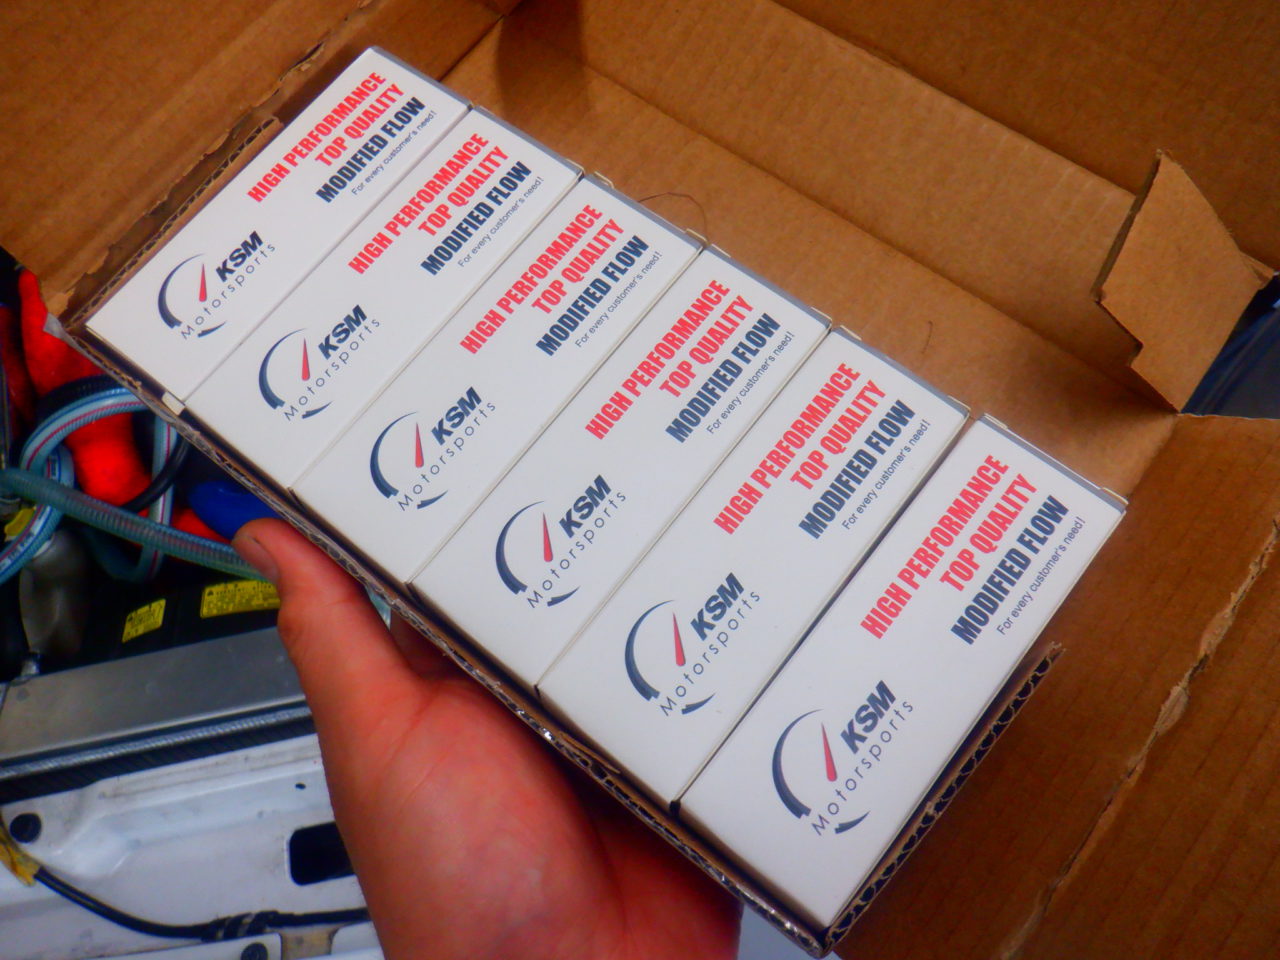 HIGH PERFORMANCE
TOP QUALITY
MODIFIED FLOW
For every customer's need!
KSM
Motorsports
HIGH PERFORMANCE
TOP QUALITY
MODIFIED FLOW
For every customer's need!
KSM
Motorsports
HIGH PERFORMANCE
TOP QUALITY
MODIFIED FLOW
For every customer's need!
KSM
Motorsports
HIGH PERFORMANCE
TOP QUALITY
MODIFIED FLOW
For every customer's need!
KSM
Motorsports
HIGH PERFORMANCE
TOP QUALITY
MODIFIED FLOW
For every customer's need!
KSM
Motorsports
HIGH PERFORMANCE
TOP QUALITY
MODIFIED FLOW
For every customer's need!
KSM
Motorsports